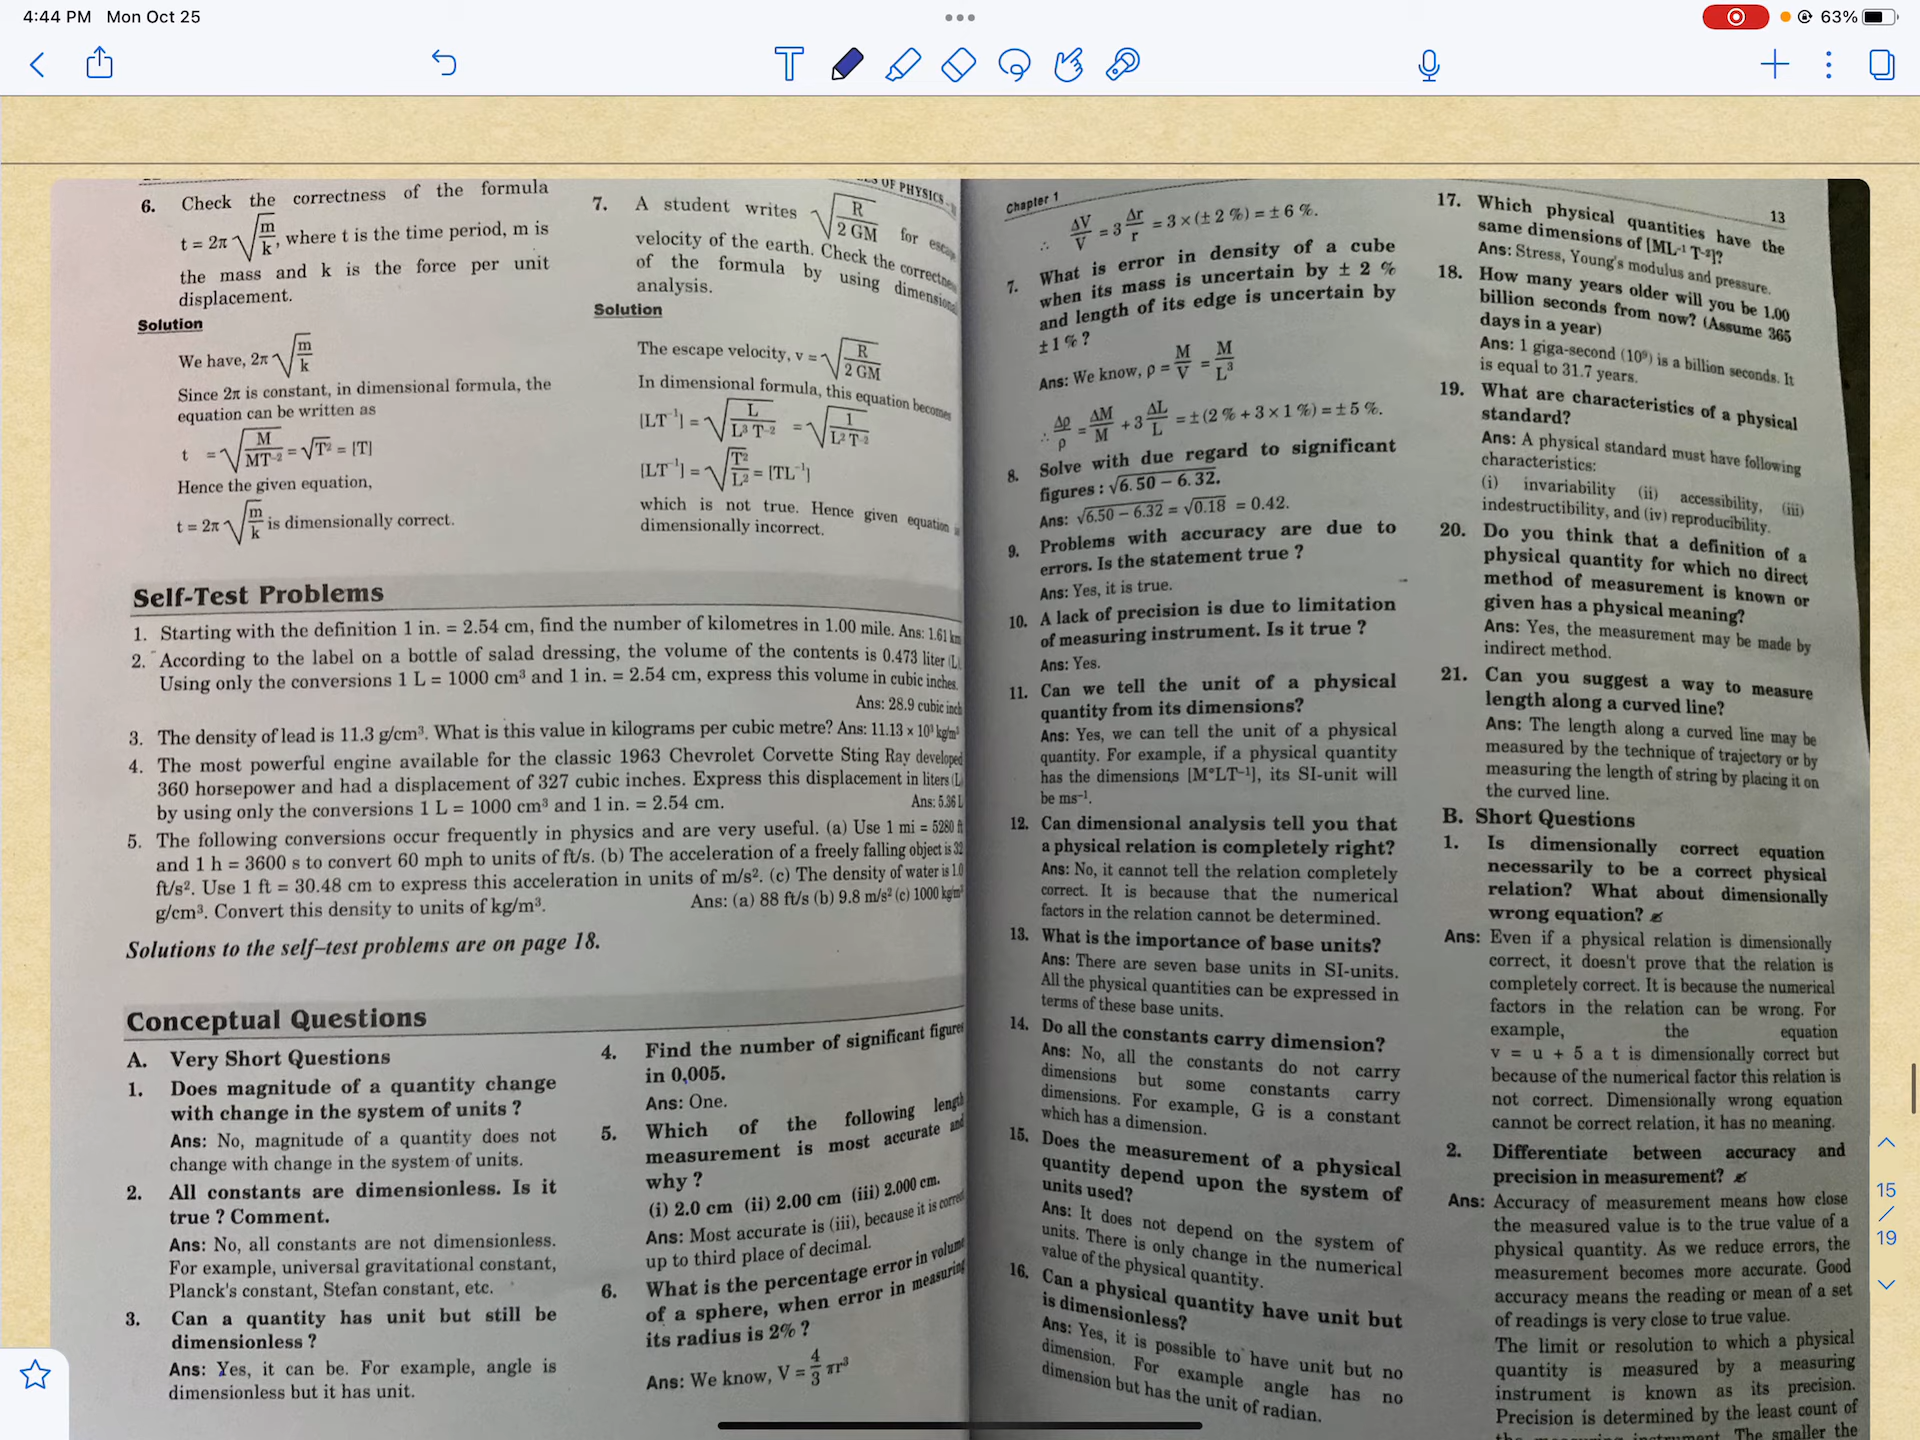 4:44 PM Mon Oct 25
63%
6. Check the correctness of the formula
t = 2π √m/k, where t is the time period, m is
the mass and k is the force per unit
displacement.
Solution
We have, 2π √m/k
Since 2π is constant, in dimensional formula, the
equation can be written as
t = √M/MT⁻² = √T² = [T]
Hence the given equation,
t = 2π √m/k is dimensionally correct.
OF PHYSICS
7. A student writes √R/2 GM for
velocity of the earth. Check the
of the formula by using
analysis.
Solution
The escape velocity, v = √R/2 GM
In dimensional formula, this equation becomes
[LT⁻¹] = √L/L³ T⁻² = √1/L² T⁻²
[LT⁻¹] = √T²/L² = [TL⁻¹]
which is not true. Hence given equation
dimensionally incorrect.
Self-Test Problems
1. Starting with the definition 1 in. = 2.54 cm, find the number of kilometres in 1.00 mile. Ans: 1.61 km
2. According to the label on a bottle of salad dressing, the volume of the contents is 0.473 liter (L).
Using only the conversions 1 L = 1000 cm³ and 1 in. = 2.54 cm, express this volume in cubic inches.
Ans: 28.9 cubic inch
3. The density of lead is 11.3 g/cm³. What is this value in kilograms per cubic metre? Ans: 11.13 × 10³ kg/m³
4. The most powerful engine available for the classic 1963 Chevrolet Corvette Sting Ray developed
360 horsepower and had a displacement of 327 cubic inches. Express this displacement in liters (L)
by using only the conversions 1 L = 1000 cm³ and 1 in. = 2.54 cm. Ans: 5.36 L
5. The following conversions occur frequently in physics and are very useful. (a) Use 1 mi = 5280 ft
and 1 h = 3600 s to convert 60 mph to units of ft/s. (b) The acceleration of a freely falling object is 32
ft/s². Use 1 ft = 30.48 cm to express this acceleration in units of m/s². (c) The density of water is 1.0
g/cm³. Convert this density to units of kg/m³. Ans: (a) 88 ft/s (b) 9.8 m/s² (c) 1000 kg/m³
Solutions to the self–test problems are on page 18.
Conceptual Questions
A. Very Short Questions
1. Does magnitude of a quantity change
with change in the system of units ?
Ans: No, magnitude of a quantity does not
change with change in the system of units.
2. All constants are dimensionless. Is it
true ? Comment.
Ans: No, all constants are not dimensionless.
For example, universal gravitational constant,
Planck's constant, Stefan constant, etc.
3. Can a quantity has unit but still be
dimensionless ?
Ans: Yes, it can be. For example, angle is
dimensionless but it has unit.
4. Find the number of significant figures
in 0.005.
Ans: One.
5. Which of the following length
measurement is most accurate and
why ?
(i) 2.0 cm (ii) 2.00 cm (iii) 2.000 cm.
Ans: Most accurate is (iii), because it is correct
up to third place of decimal.
6. What is the percentage error in volume
of a sphere, when error in measuring
its radius is 2% ?
Ans: We know, V = 4/3 πr³
Chapter 1
13
∴ ΔV/V = 3 Δr/r = 3 × (± 2 %) = ± 6 %.
7. What is error in density of a cube
when its mass is uncertain by ± 2 %
and length of its edge is uncertain by
±1% ?
Ans: We know, ρ = M/V = M/L³
∴ Δρ/ρ = ΔM/M + 3 ΔL/L = ± (2 % + 3 × 1 %) = ± 5 %.
8. Solve with due regard to significant
figures : √6.50 – 6.32.
Ans: √6.50 – 6.32 = √0.18 = 0.42.
9. Problems with accuracy are due to
errors. Is the statement true ?
Ans: Yes, it is true.
10. A lack of precision is due to limitation
of measuring instrument. Is it true ?
Ans: Yes.
11. Can we tell the unit of a physical
quantity from its dimensions?
Ans: Yes, we can tell the unit of a physical
quantity. For example, if a physical quantity
has the dimensions [M°LT⁻¹], its SI-unit will
be ms⁻¹.
12. Can dimensional analysis tell you that
a physical relation is completely right?
Ans: No, it cannot tell the relation completely
correct. It is because that the numerical
factors in the relation cannot be determined.
13. What is the importance of base units?
Ans: There are seven base units in SI-units.
All the physical quantities can be expressed in
terms of these base units.
14. Do all the constants carry dimension?
Ans: No, all the constants do not carry
dimensions but some constants carry
dimensions. For example, G is a constant
which has a dimension.
15. Does the measurement of a physical
quantity depend upon the system of
units used?
Ans: It does not depend on the system of
units. There is only change in the numerical
value of the physical quantity.
16. Can a physical quantity have unit but
is dimensionless?
Ans: Yes, it is possible to have unit but no
dimension. For example angle has no
dimension but has the unit of radian.
17. Which physical quantities have the
same dimensions of [ML⁻¹ T⁻²]?
Ans: Stress, Young's modulus and pressure.
18. How many years older will you be 1.00
billion seconds from now? (Assume 365
days in a year)
Ans: 1 giga-second (10⁹) is a billion seconds. It
is equal to 31.7 years.
19. What are characteristics of a physical
standard?
Ans: A physical standard must have following
characteristics:
(i) invariability (ii) accessibility, (iii)
indestructibility, and (iv) reproducibility.
20. Do you think that a definition of a
physical quantity for which no direct
method of measurement is known or
given has a physical meaning?
Ans: Yes, the measurement may be made by
indirect method.
21. Can you suggest a way to measure
length along a curved line?
Ans: The length along a curved line may be
measured by the technique of trajectory or by
measuring the length of string by placing it on
the curved line.
B. Short Questions
1. Is dimensionally correct equation
necessarily to be a correct physical
relation? What about dimensionally
wrong equation?
Ans: Even if a physical relation is dimensionally
correct, it doesn't prove that the relation is
completely correct. It is because the numerical
factors in the relation can be wrong. For
example, the equation
v = u + 5 a t is dimensionally correct but
because of the numerical factor this relation is
not correct. Dimensionally wrong equation
cannot be correct relation, it has no meaning.
2. Differentiate between accuracy and
precision in measurement?
Ans: Accuracy of measurement means how close
the measured value is to the true value of a
physical quantity. As we reduce errors, the
measurement becomes more accurate. Good
accuracy means the reading or mean of a set
of readings is very close to true value.
The limit or resolution to which a physical
quantity is measured by a measuring
instrument is known as its precision.
Precision is determined by the least count of
the measuring instrument. The smaller the
15
/
19